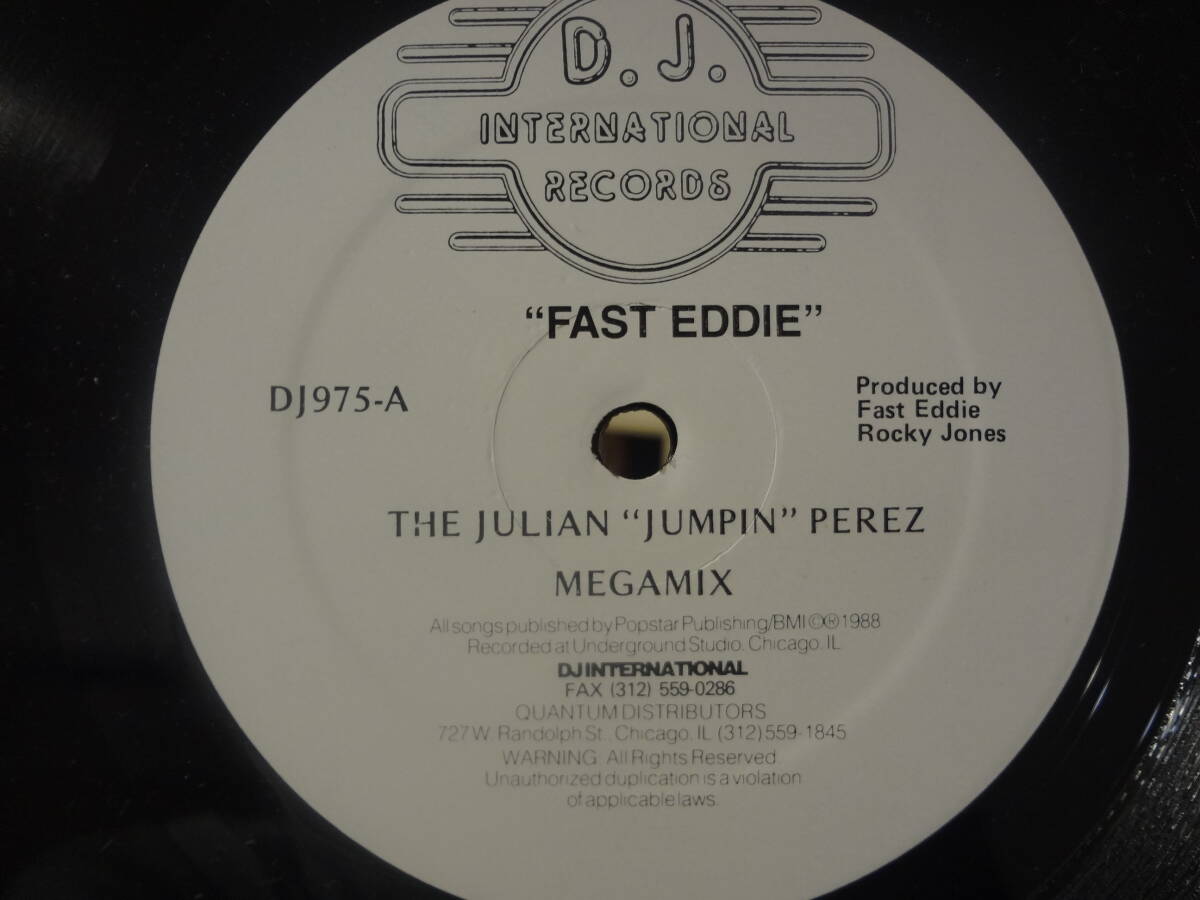 D. J.
INTERNATIONAL
RECORDS
“FAST EDDIE”
DJ975-A
Produced by
Fast Eddie
Rocky Jones
THE JULIAN “JUMPIN” PEREZ
MEGAMIX
All songs published by Popstar Publishing/BMI ©® 1988
Recorded at Underground Studio. Chicago. IL
DJ INTERNATIONAL
FAX (312) 559-0286
QUANTUM DISTRIBUTORS
727 W. Randolph St., Chicago. IL (312) 559-1845
WARNING: All Rights Reserved
Unauthorized duplication is a violation
of applicable laws.